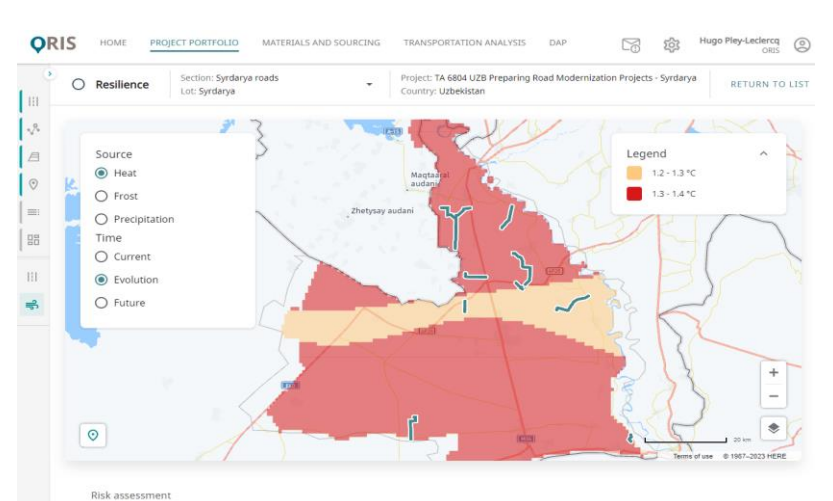 ORIS HOME PROJECT PORTFOLIO MATERIALS AND SOURCING TRANSPORTATION ANALYSIS DAP Hugo Pley-Leclercq
ORIS
Resilience Section: Syrdarya roads Project: TA 6804 UZB Preparing Road Modernization Projects - Syrdarya RETURN TO LIST
Lot: Syrdarya Country: Uzbekistan
Source
Heat
Frost
Precipitation
Time
Current
Evolution
Future
Maqtaaral
audani
Zhetysay audani
Legend
1.2 - 1.3 °C
1.3 - 1.4 °C
+
−
20 km
Terms of use © 1987–2023 HERE
Risk assessment